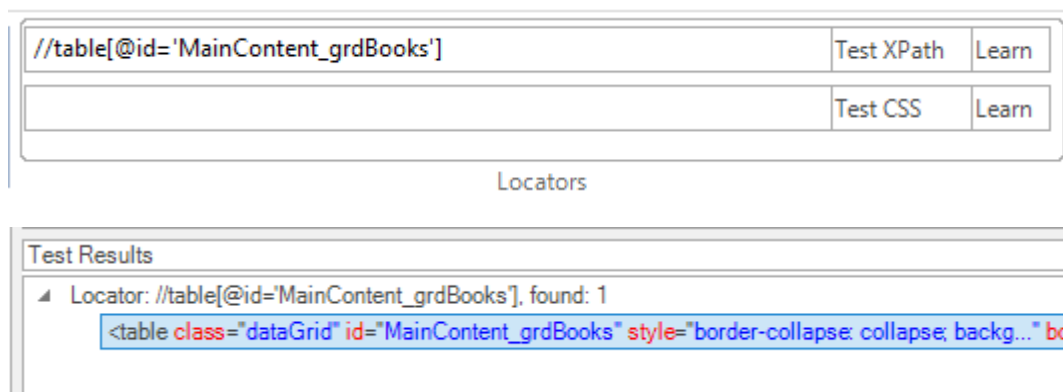 //table[@id='MainContent_grdBooks'] Test XPath Learn
Test CSS Learn
Locators
Test Results
Locator: //table[@id='MainContent_grdBooks'], found: 1
<table class="dataGrid" id="MainContent_grdBooks" style="border-collapse: collapse; backg..." bo